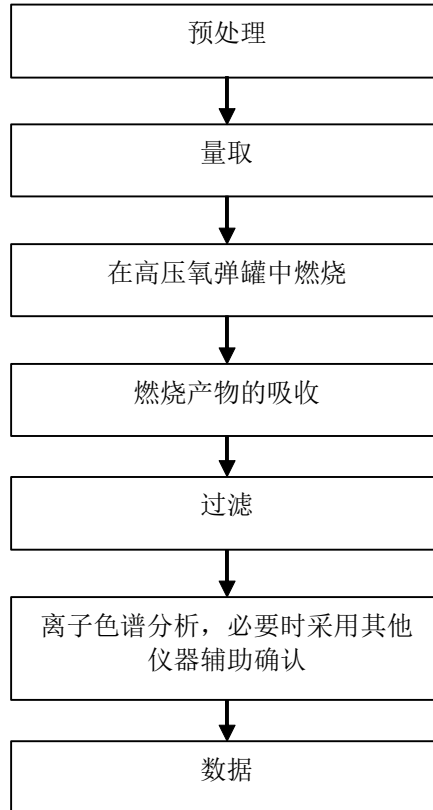 预处理
量取
在高压氧弹罐中燃烧
燃烧产物的吸收
过滤
离子色谱分析，必要时采用其他
仪器辅助确认
数据